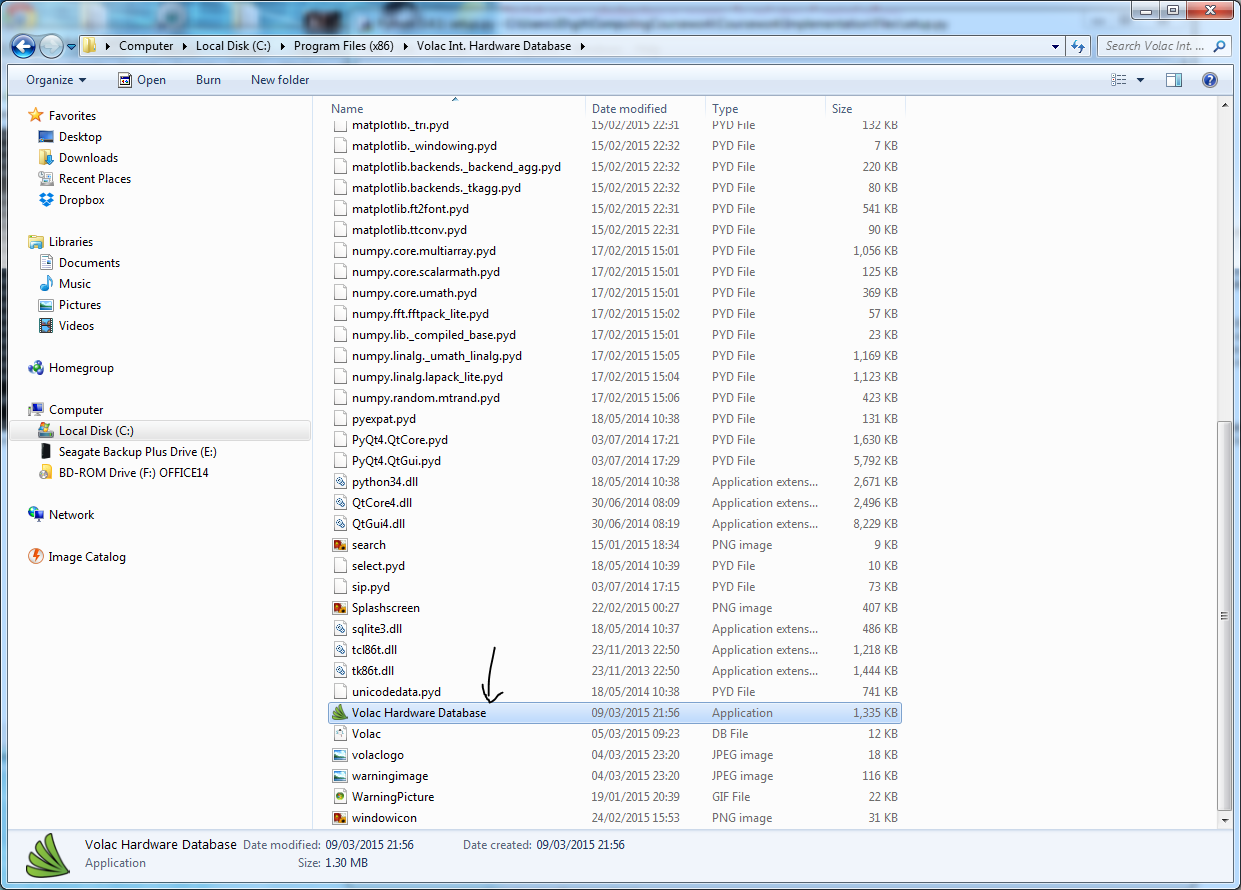 Computer Local Disk (C:) Program Files (x86) Volac Int. Hardware Database Search Volac Int. ...
Organize Open Burn New folder
Favorites
Desktop
Downloads
Recent Places
Dropbox
Libraries
Documents
Music
Pictures
Videos
Homegroup
Computer
Local Disk (C:)
Seagate Backup Plus Drive (E:)
BD-ROM Drive (F:) OFFICE14
Network
Image Catalog
Name Date modified Type Size
matplotlib._tri.pyd 15/02/2015 22:31 PYD File 132 KB
matplotlib._windowing.pyd 15/02/2015 22:32 PYD File 7 KB
matplotlib.backends._backend_agg.pyd 15/02/2015 22:32 PYD File 220 KB
matplotlib.backends._tkagg.pyd 15/02/2015 22:32 PYD File 80 KB
matplotlib.ft2font.pyd 15/02/2015 22:31 PYD File 541 KB
matplotlib.ttconv.pyd 15/02/2015 22:31 PYD File 90 KB
numpy.core.multiarray.pyd 17/02/2015 15:01 PYD File 1,056 KB
numpy.core.scalarmath.pyd 17/02/2015 15:01 PYD File 125 KB
numpy.core.umath.pyd 17/02/2015 15:01 PYD File 369 KB
numpy.fft.fftpack_lite.pyd 17/02/2015 15:02 PYD File 57 KB
numpy.lib._compiled_base.pyd 17/02/2015 15:01 PYD File 23 KB
numpy.linalg._umath_linalg.pyd 17/02/2015 15:05 PYD File 1,169 KB
numpy.linalg.lapack_lite.pyd 17/02/2015 15:04 PYD File 1,123 KB
numpy.random.mtrand.pyd 17/02/2015 15:06 PYD File 423 KB
pyexpat.pyd 18/05/2014 10:38 PYD File 131 KB
PyQt4.QtCore.pyd 03/07/2014 17:21 PYD File 1,630 KB
PyQt4.QtGui.pyd 03/07/2014 17:29 PYD File 5,792 KB
python34.dll 18/05/2014 10:38 Application extens... 2,671 KB
QtCore4.dll 30/06/2014 08:09 Application extens... 2,496 KB
QtGui4.dll 30/06/2014 08:19 Application extens... 8,229 KB
search 15/01/2015 18:34 PNG image 9 KB
select.pyd 18/05/2014 10:39 PYD File 10 KB
sip.pyd 03/07/2014 17:15 PYD File 73 KB
Splashscreen 22/02/2015 00:27 PNG image 407 KB
sqlite3.dll 18/05/2014 10:37 Application extens... 486 KB
tcl86t.dll 23/11/2013 22:50 Application extens... 1,218 KB
tk86t.dll 23/11/2013 22:50 Application extens... 1,444 KB
unicodedata.pyd 18/05/2014 10:38 PYD File 741 KB
Volac Hardware Database 09/03/2015 21:56 Application 1,335 KB
Volac 05/03/2015 09:23 DB File 12 KB
volaclogo 04/03/2015 23:20 JPEG image 18 KB
warningimage 04/03/2015 23:20 JPEG image 116 KB
WarningPicture 19/01/2015 20:39 GIF File 22 KB
windowicon 24/02/2015 15:53 PNG image 31 KB
Volac Hardware Database Date modified: 09/03/2015 21:56 Date created: 09/03/2015 21:56
Application Size: 1.30 MB